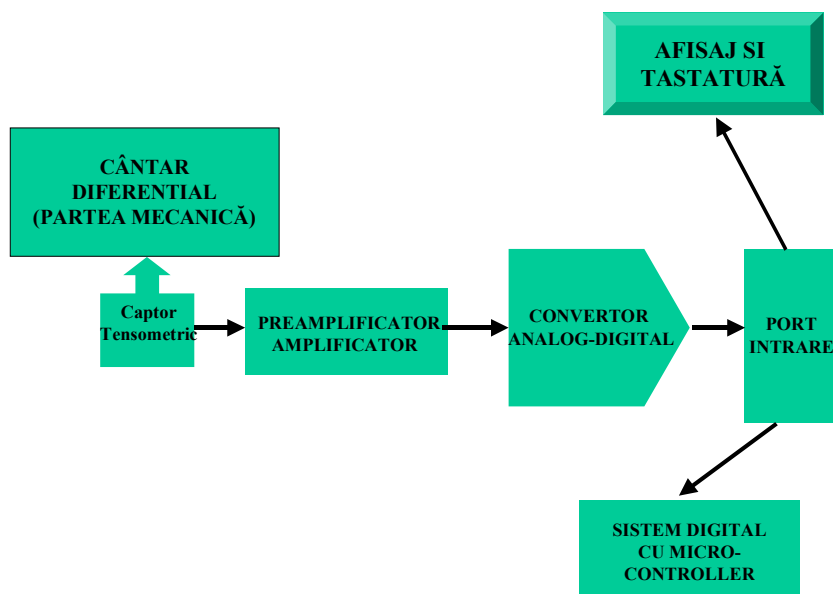 AFISAJ SI
TASTATURĂ
CÂNTAR
DIFERENTIAL
(PARTEA MECANICĂ)
Captor
Tensometric
PREAMPLIFICATOR
AMPLIFICATOR
CONVERTOR
ANALOG-DIGITAL
PORT
INTRARE
SISTEM DIGITAL
CU MICRO-
CONTROLLER